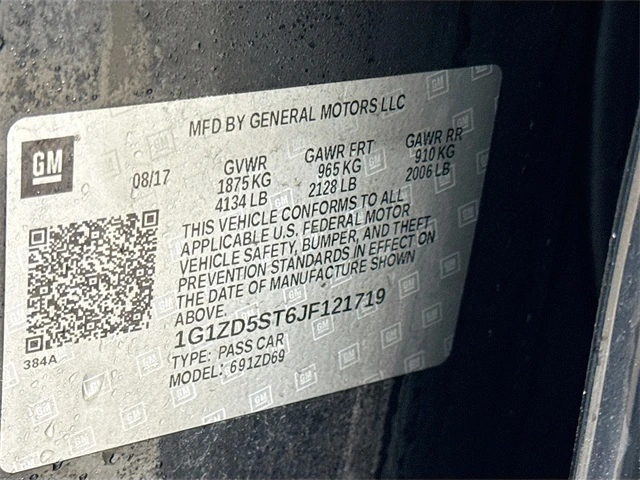 MFD BY GENERAL MOTORS LLC
GM
08/17
GVWR
1875 KG
4134 LB
GAWR FRT
965 KG
2128 LB
GAWR RR
910 KG
2006 LB
THIS VEHICLE CONFORMS TO ALL
APPLICABLE U.S. FEDERAL MOTOR
VEHICLE SAFETY, BUMPER, AND THEFT
PREVENTION STANDARDS IN EFFECT ON
THE DATE OF MANUFACTURE SHOWN
ABOVE.
1G1ZD5ST6JF121719
TYPE: PASS CAR
MODEL: 691ZD69
384A